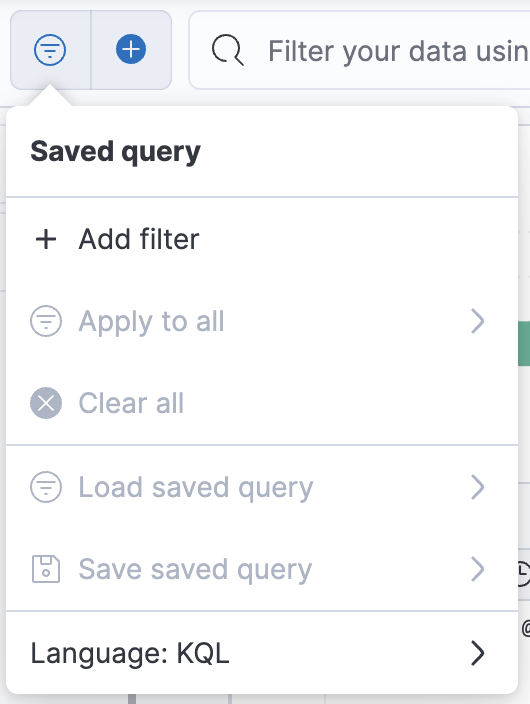 Filter your data usin
Saved query
Add filter
Apply to all
Clear all
Load saved query
Save saved query
Language: KQL
@